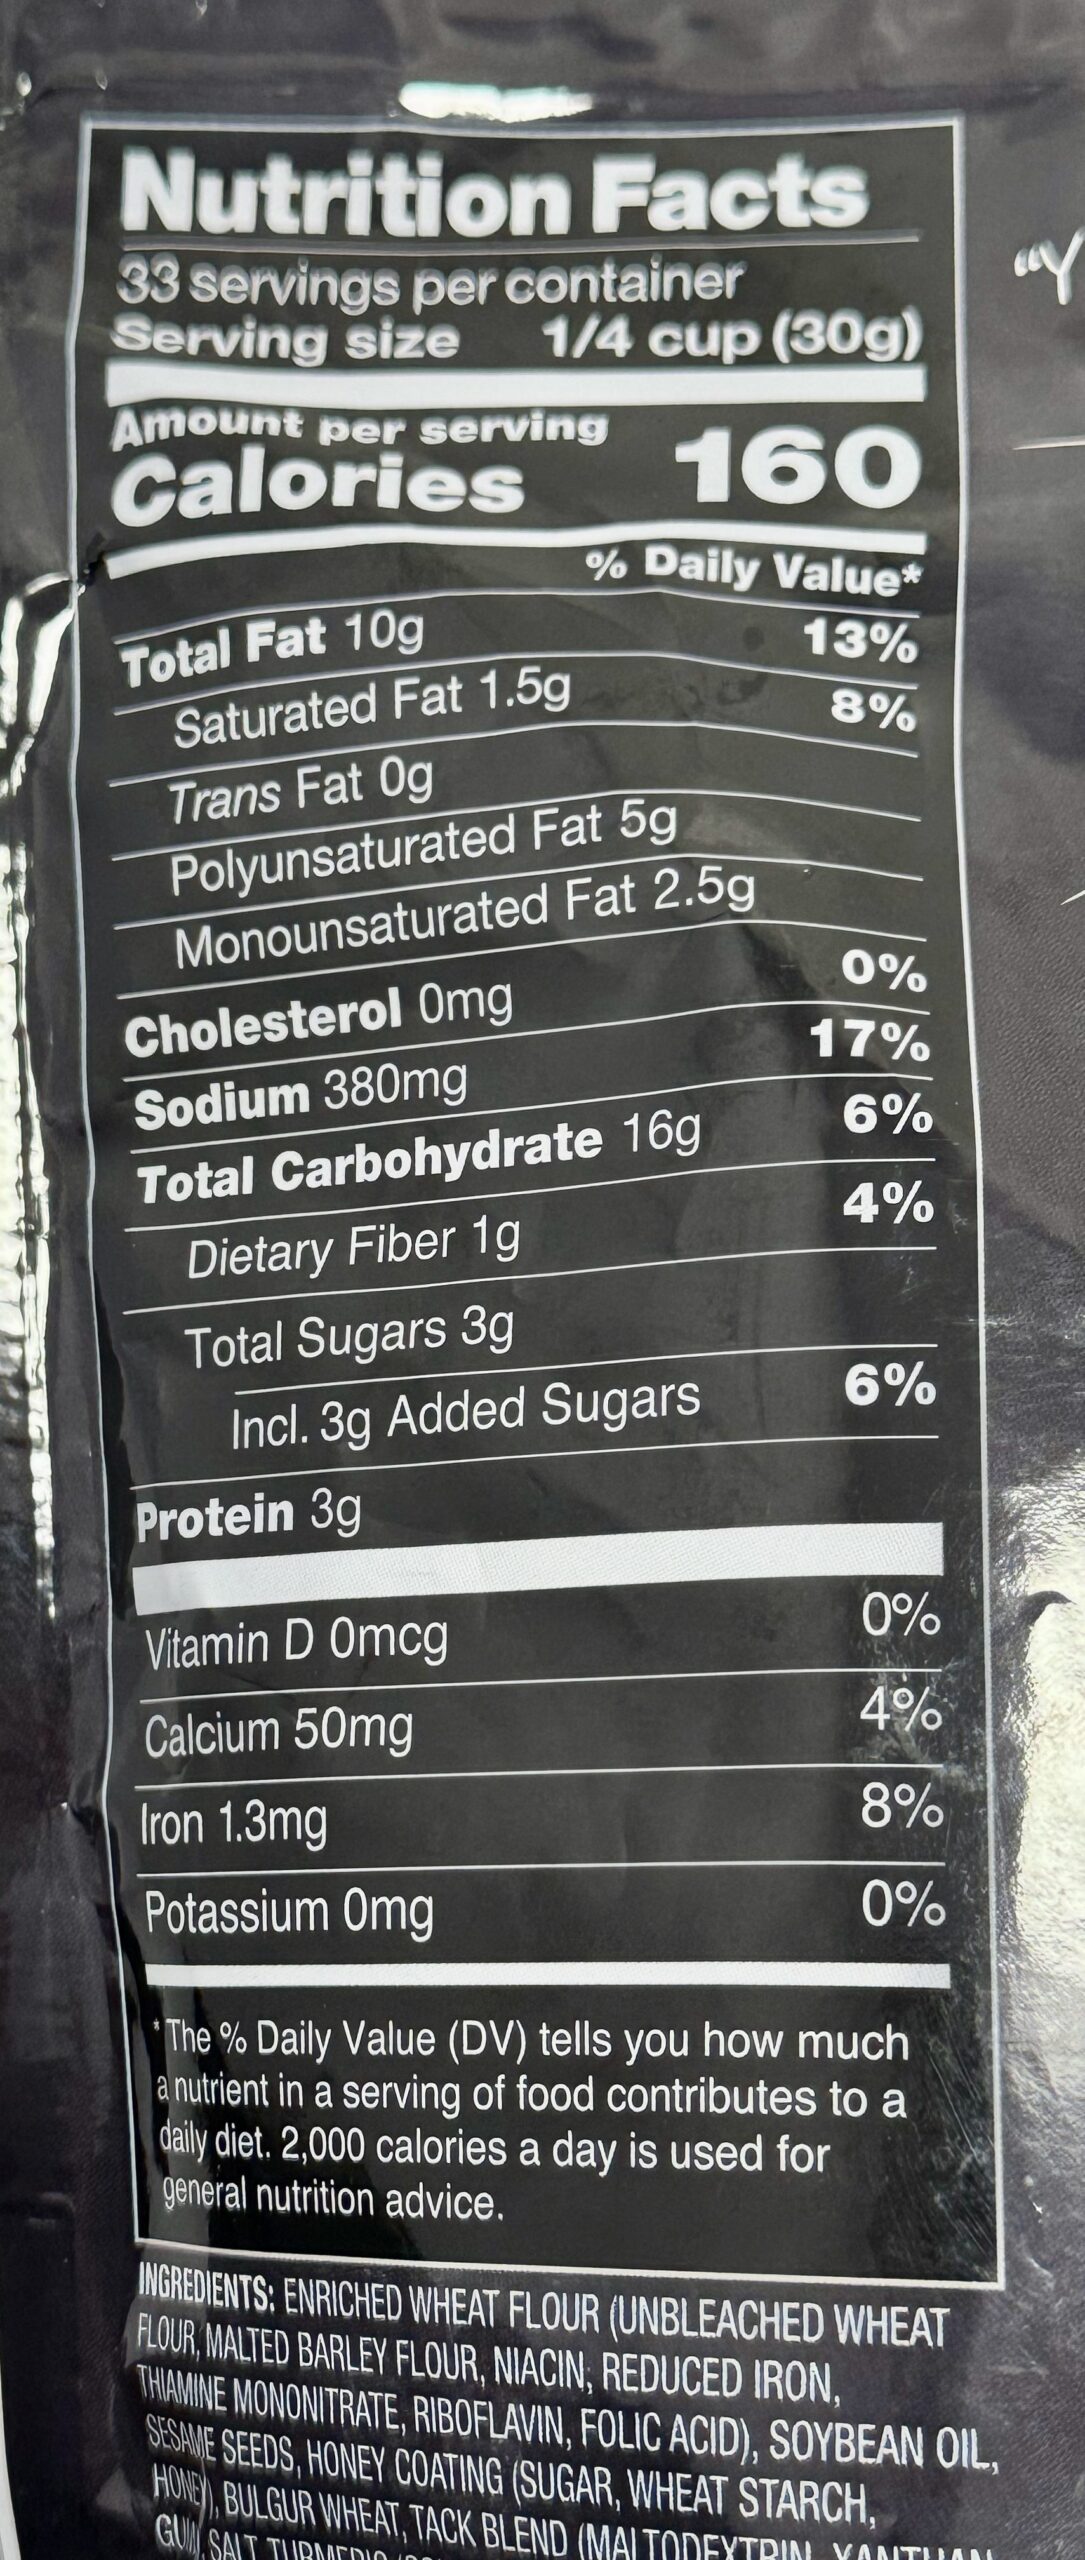 Nutrition Facts
33 servings per container
Serving size 1/4 cup (30g)
Amount per serving
Calories 160
% Daily Value*
Total Fat 10g 13%
Saturated Fat 1.5g 8%
Trans Fat 0g
Polyunsaturated Fat 5g
Monounsaturated Fat 2.5g
Cholesterol 0mg 0%
Sodium 380mg 17%
Total Carbohydrate 16g 6%
Dietary Fiber 1g 4%
Total Sugars 3g
Incl. 3g Added Sugars 6%
Protein 3g
Vitamin D 0mcg 0%
Calcium 50mg 4%
Iron 1.3mg 8%
Potassium 0mg 0%
*The % Daily Value (DV) tells you how much
a nutrient in a serving of food contributes to a
daily diet. 2,000 calories a day is used for
general nutrition advice.
INGREDIENTS: ENRICHED WHEAT FLOUR (UNBLEACHED WHEAT
FLOUR, MALTED BARLEY FLOUR, NIACIN, REDUCED IRON,
THIAMINE MONONITRATE, RIBOFLAVIN, FOLIC ACID), SOYBEAN OIL,
SESAME SEEDS, HONEY COATING (SUGAR, WHEAT STARCH,
HONEY), BULGUR WHEAT, TACK BLEND (MALTODEXTRIN, XANTHAN
GUM), SALT, TURMERIC
"Y